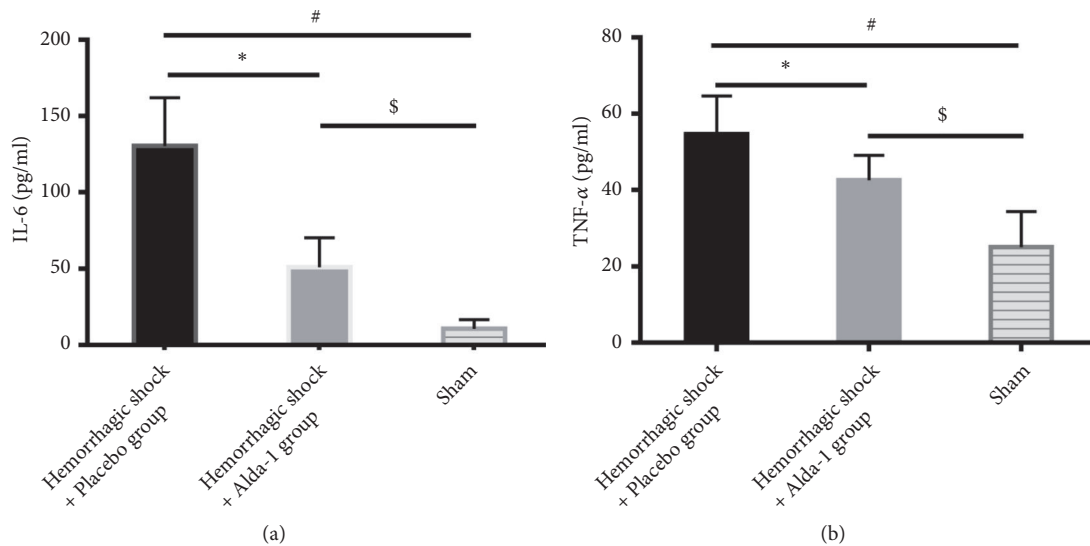 #
*
$
200
150
100
50
0
IL-6 (pg/ml)
Hemorrhagic shock
+ Placebo group
Hemorrhagic shock
+ Alda-1 group
Sham
(a)
#
*
$
80
60
40
20
0
TNF-α (pg/ml)
Hemorrhagic shock
+ Placebo group
Hemorrhagic shock
+ Alda-1 group
Sham
(b)